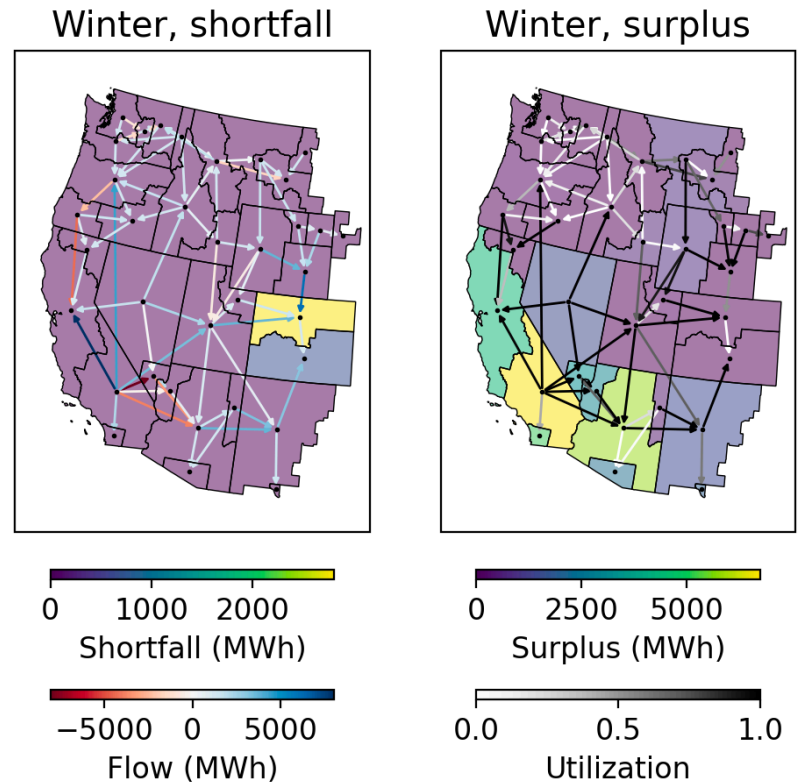 Winter, shortfall
Winter, surplus
0 1000 2000
Shortfall (MWh)
0 2500 5000
Surplus (MWh)
−5000 0 5000
Flow (MWh)
0.0 0.5 1.0
Utilization